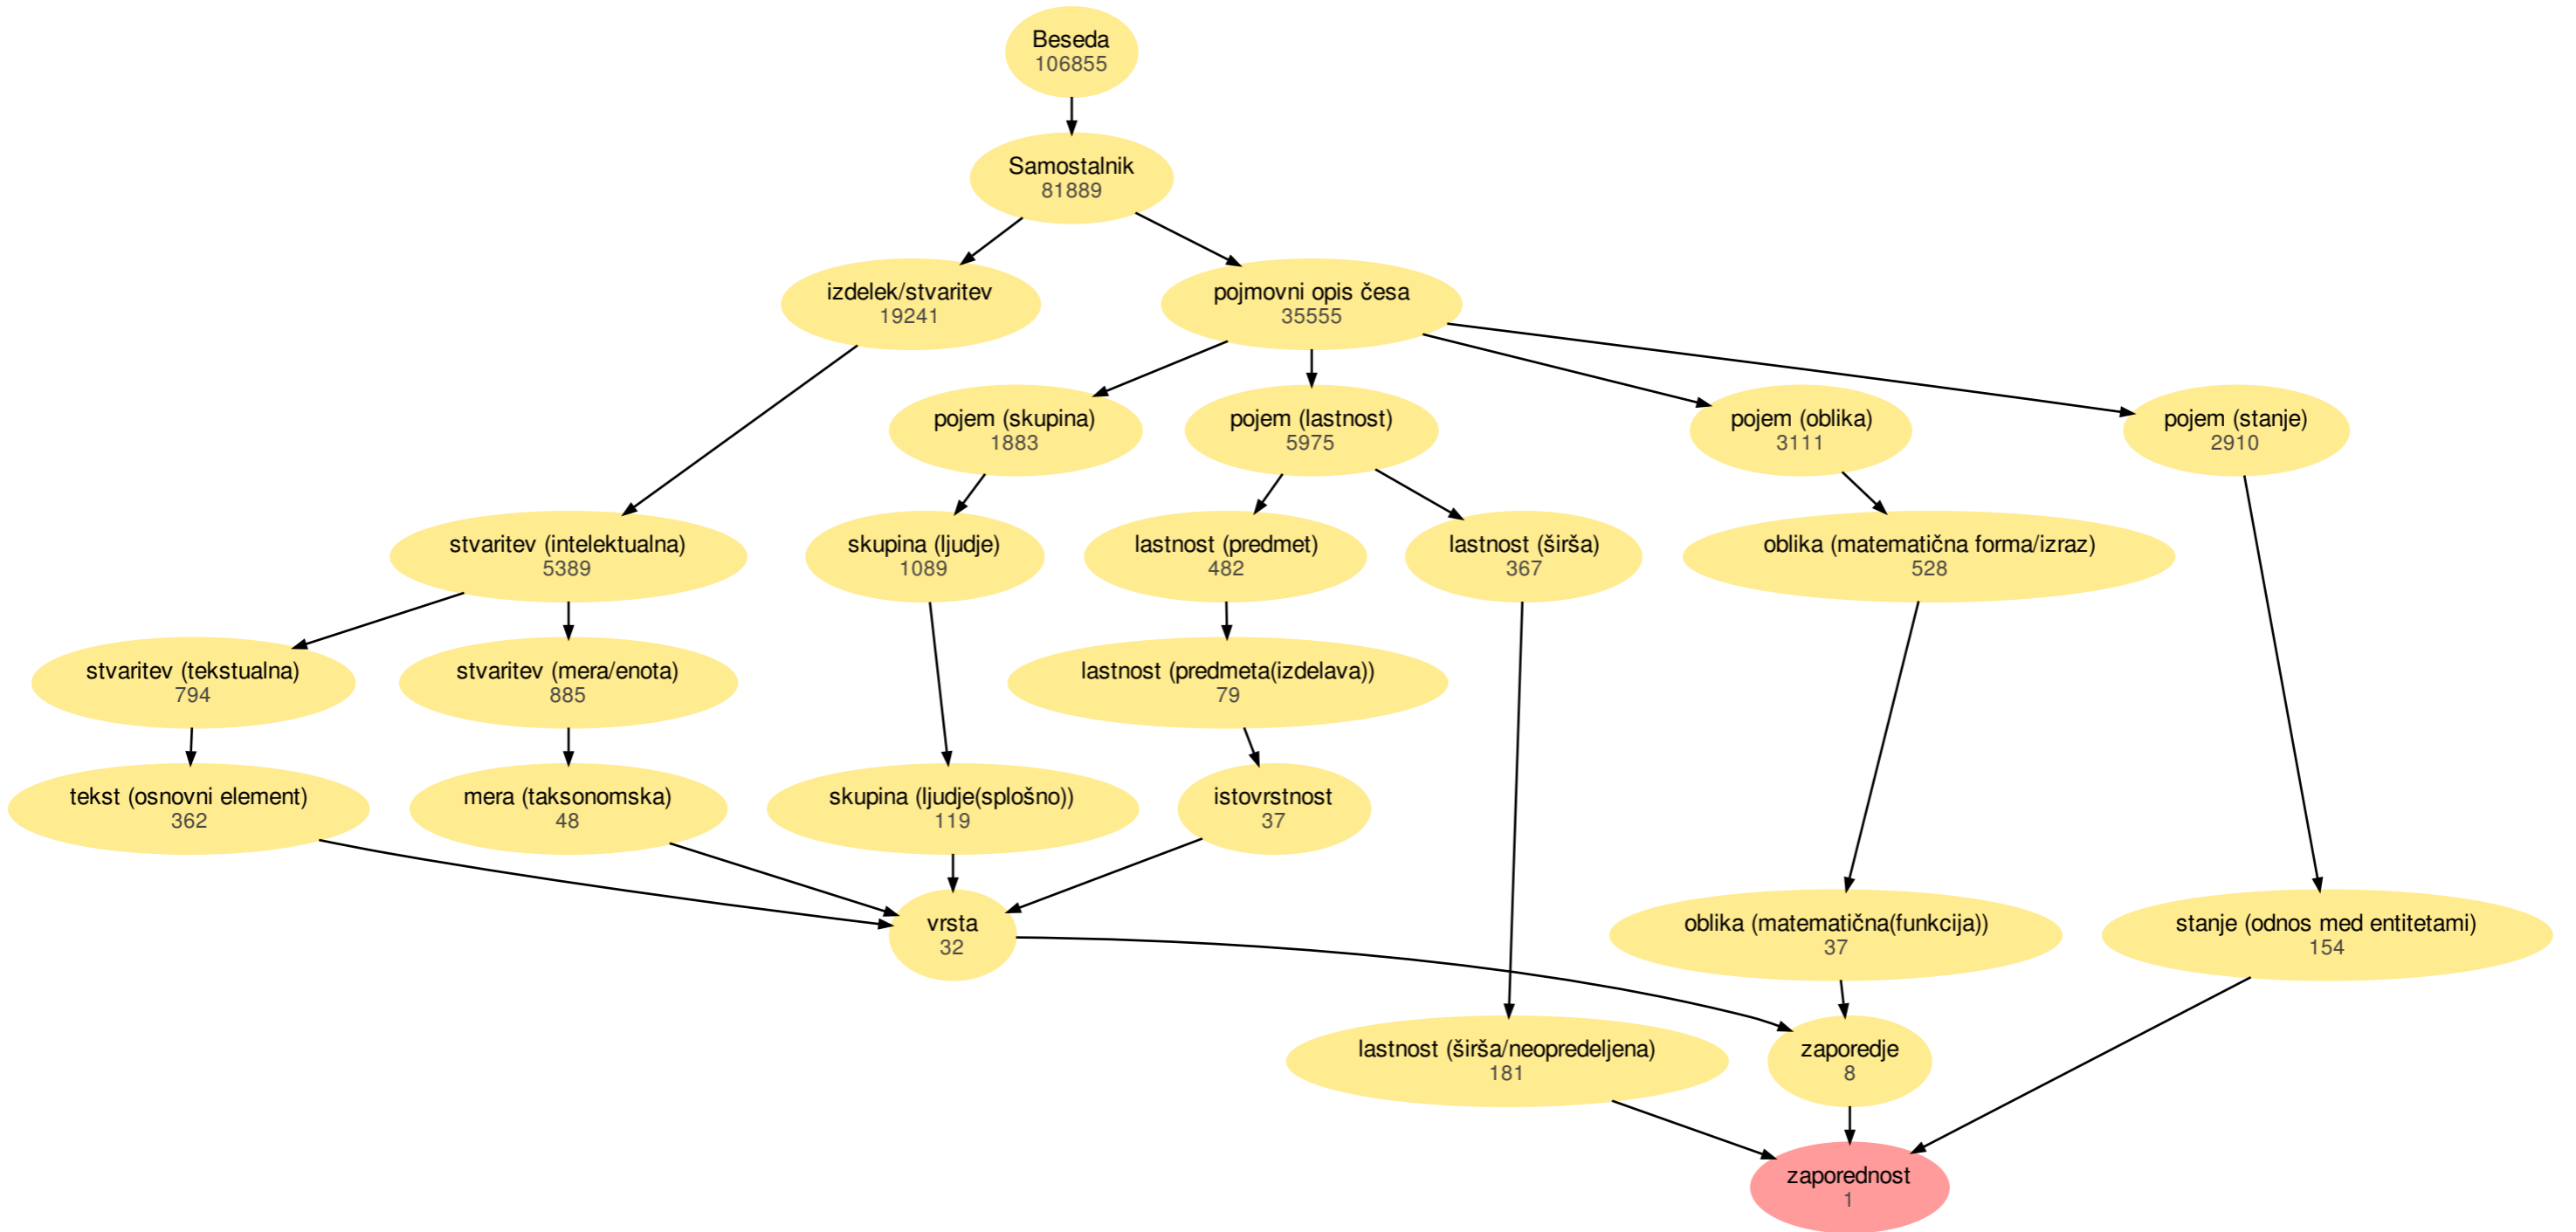 Beseda
106855
Samostalnik
81889
izdelek/stvaritev
19241
pojmovni opis česa
35555
pojem (skupina)
1883
pojem (lastnost)
5975
pojem (oblika)
3111
pojem (stanje)
2910
stvaritev (intelektualna)
5389
skupina (ljudje)
1089
lastnost (predmet)
482
lastnost (širša)
367
oblika (matematična forma/izraz)
528
stvaritev (tekstualna)
794
stvaritev (mera/enota)
885
lastnost (predmeta(izdelava))
79
tekst (osnovni element)
362
mera (taksonomska)
48
skupina (ljudje(splošno))
119
istovrstnost
37
vrsta
32
oblika (matematična(funkcija))
37
stanje (odnos med entitetami)
154
lastnost (širša/neopredeljena)
181
zaporedje
8
zaporednost
1